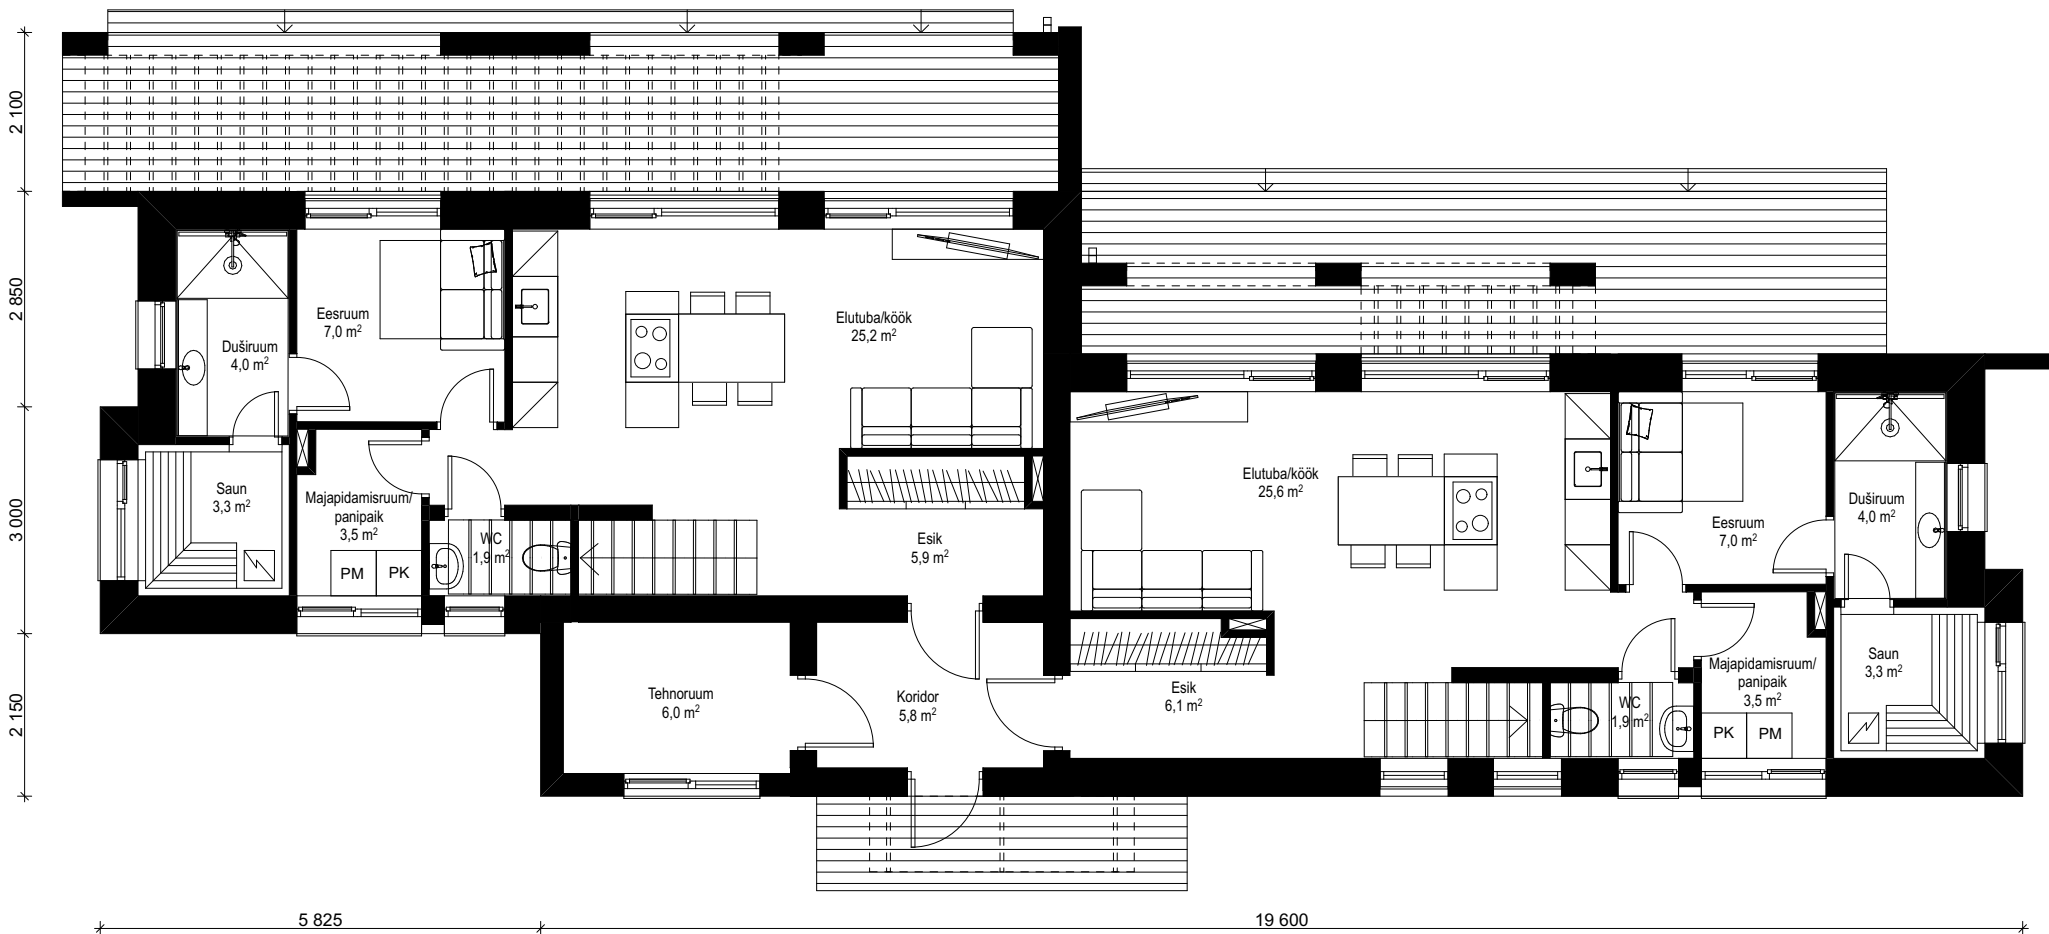 2 100
2 850
3 000
2 150
Eesruum
7,0 m²
Duširuum
4,0 m²
Elutuba/köök
25,2 m²
Saun
3,3 m²
Majapidamisruum/
panipaik
3,5 m²
PM
PK
WC
1,9 m²
Esik
5,9 m²
Tehnoruum
6,0 m²
Koridor
5,8 m²
Elutuba/köök
25,6 m²
Esik
6,1 m²
Eesruum
7,0 m²
Duširuum
4,0 m²
Majapidamisruum/
panipaik
3,5 m²
PK
PM
WC
1,9 m²
Saun
3,3 m²
5 825
19 600